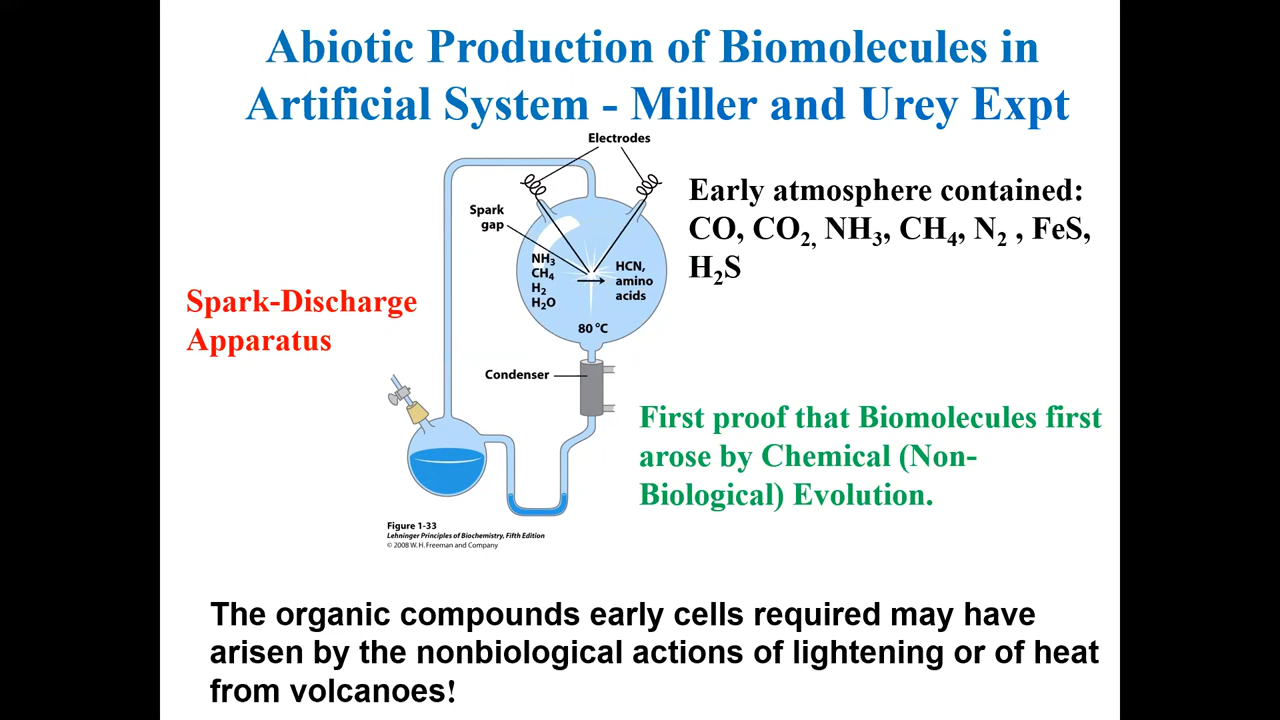 Abiotic Production of Biomolecules in
Artificial System - Miller and Urey Expt
Electrodes
Spark
gap
NH₃
CH₄
H₂
H₂O
HCN,
amino
acids
80 °C
Condenser
Early atmosphere contained:
CO, CO₂, NH₃, CH₄, N₂ , FeS,
H₂S
Spark-Discharge
Apparatus
First proof that Biomolecules first
arose by Chemical (Non-
Biological) Evolution.
Figure 1-33
Lehninger Principles of Biochemistry, Fifth Edition
© 2008 W. H. Freeman and Company
The organic compounds early cells required may have
arisen by the nonbiological actions of lightening or of heat
from volcanoes!